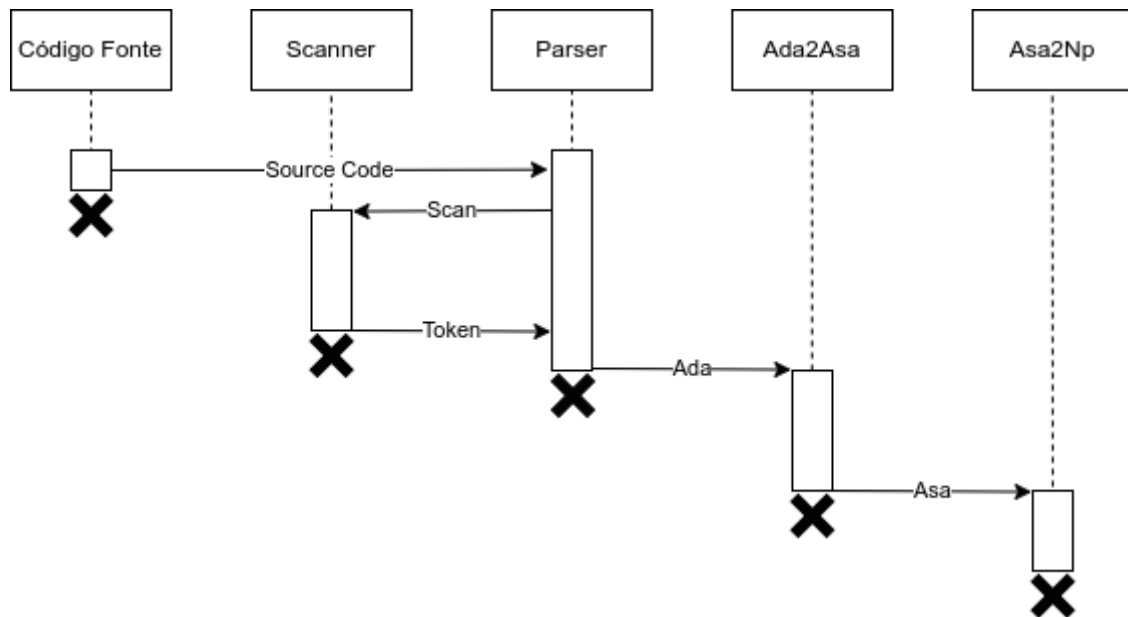 Código Fonte
Scanner
Parser
Ada2Asa
Asa2Np
Source Code
Scan
Token
Ada
Asa